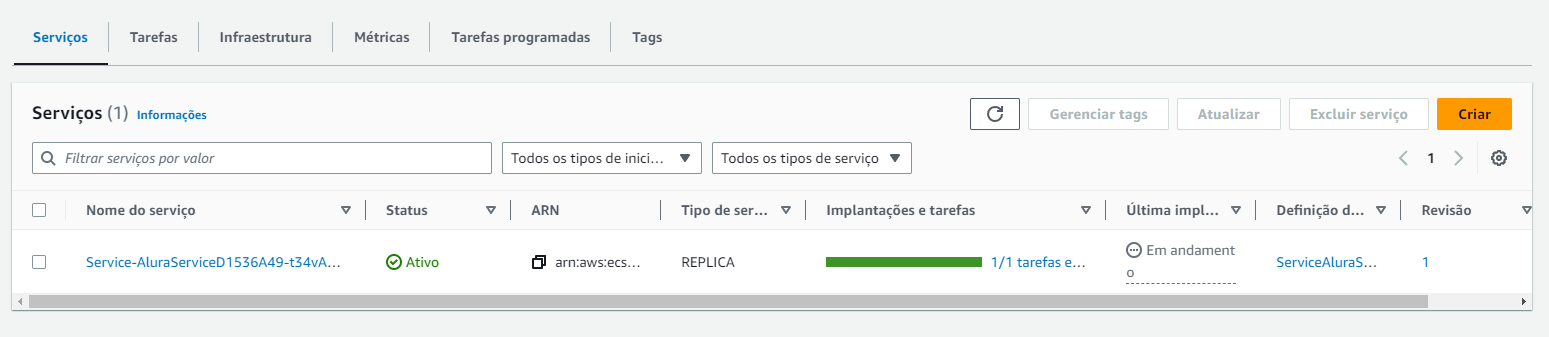 Serviços
Tarefas
Infraestrutura
Métricas
Tarefas programadas
Tags
Serviços (1) Informações
Gerenciar tags
Atualizar
Excluir serviço
Criar
Filtrar serviços por valor
Todos os tipos de inici...
Todos os tipos de serviço
1
Nome do serviço
Status
ARN
Tipo de ser...
Implantações e tarefas
Última impl...
Definição d...
Revisão
Service-AluraServiceD1536A49-t34vA...
Ativo
arn:aws:ecs...
REPLICA
1/1 tarefas e...
Em andament
o
ServiceAluraS...
1